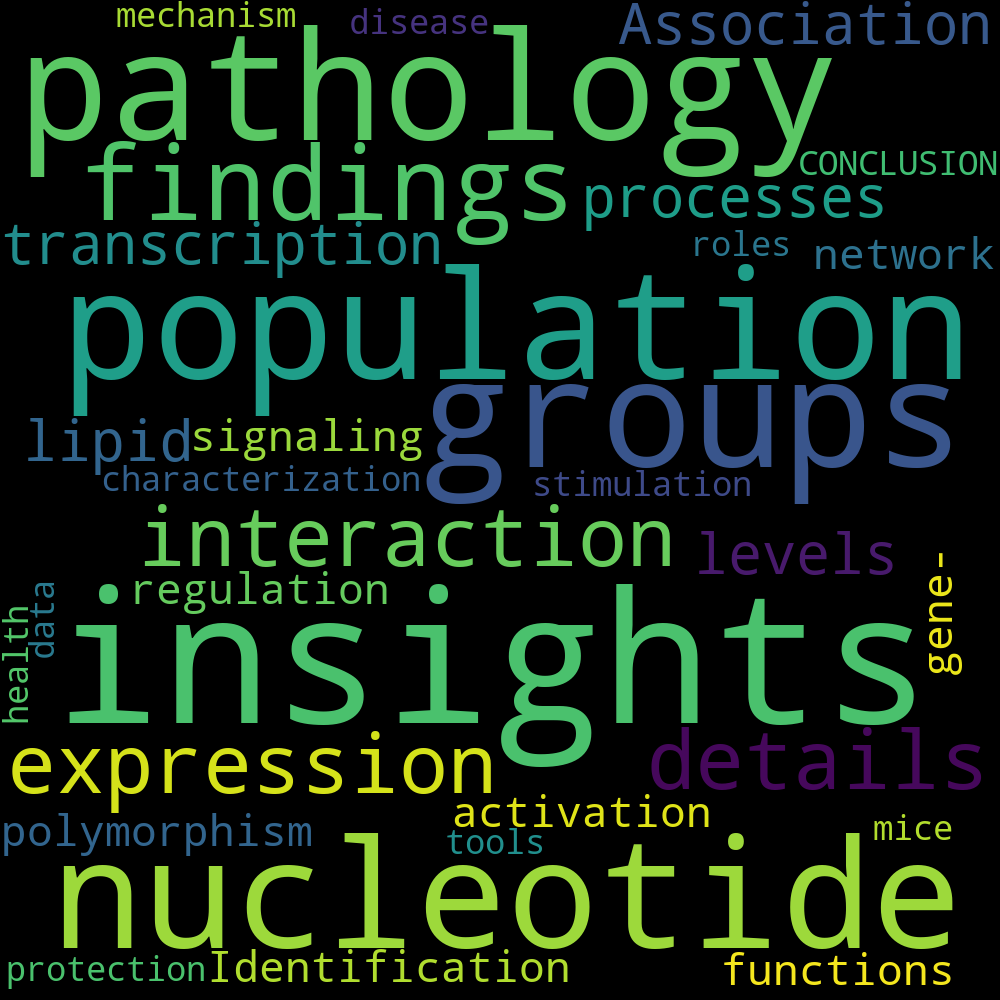 mechanism disease Association
pathology
findings CONCLUSION
processes
transcription roles network
population
groups
lipid signaling
characterization stimulation
interaction levels
regulation gene-
data
health
insights
expression details
activation
polymorphism tools mice
nucleotide
protection Identification functions